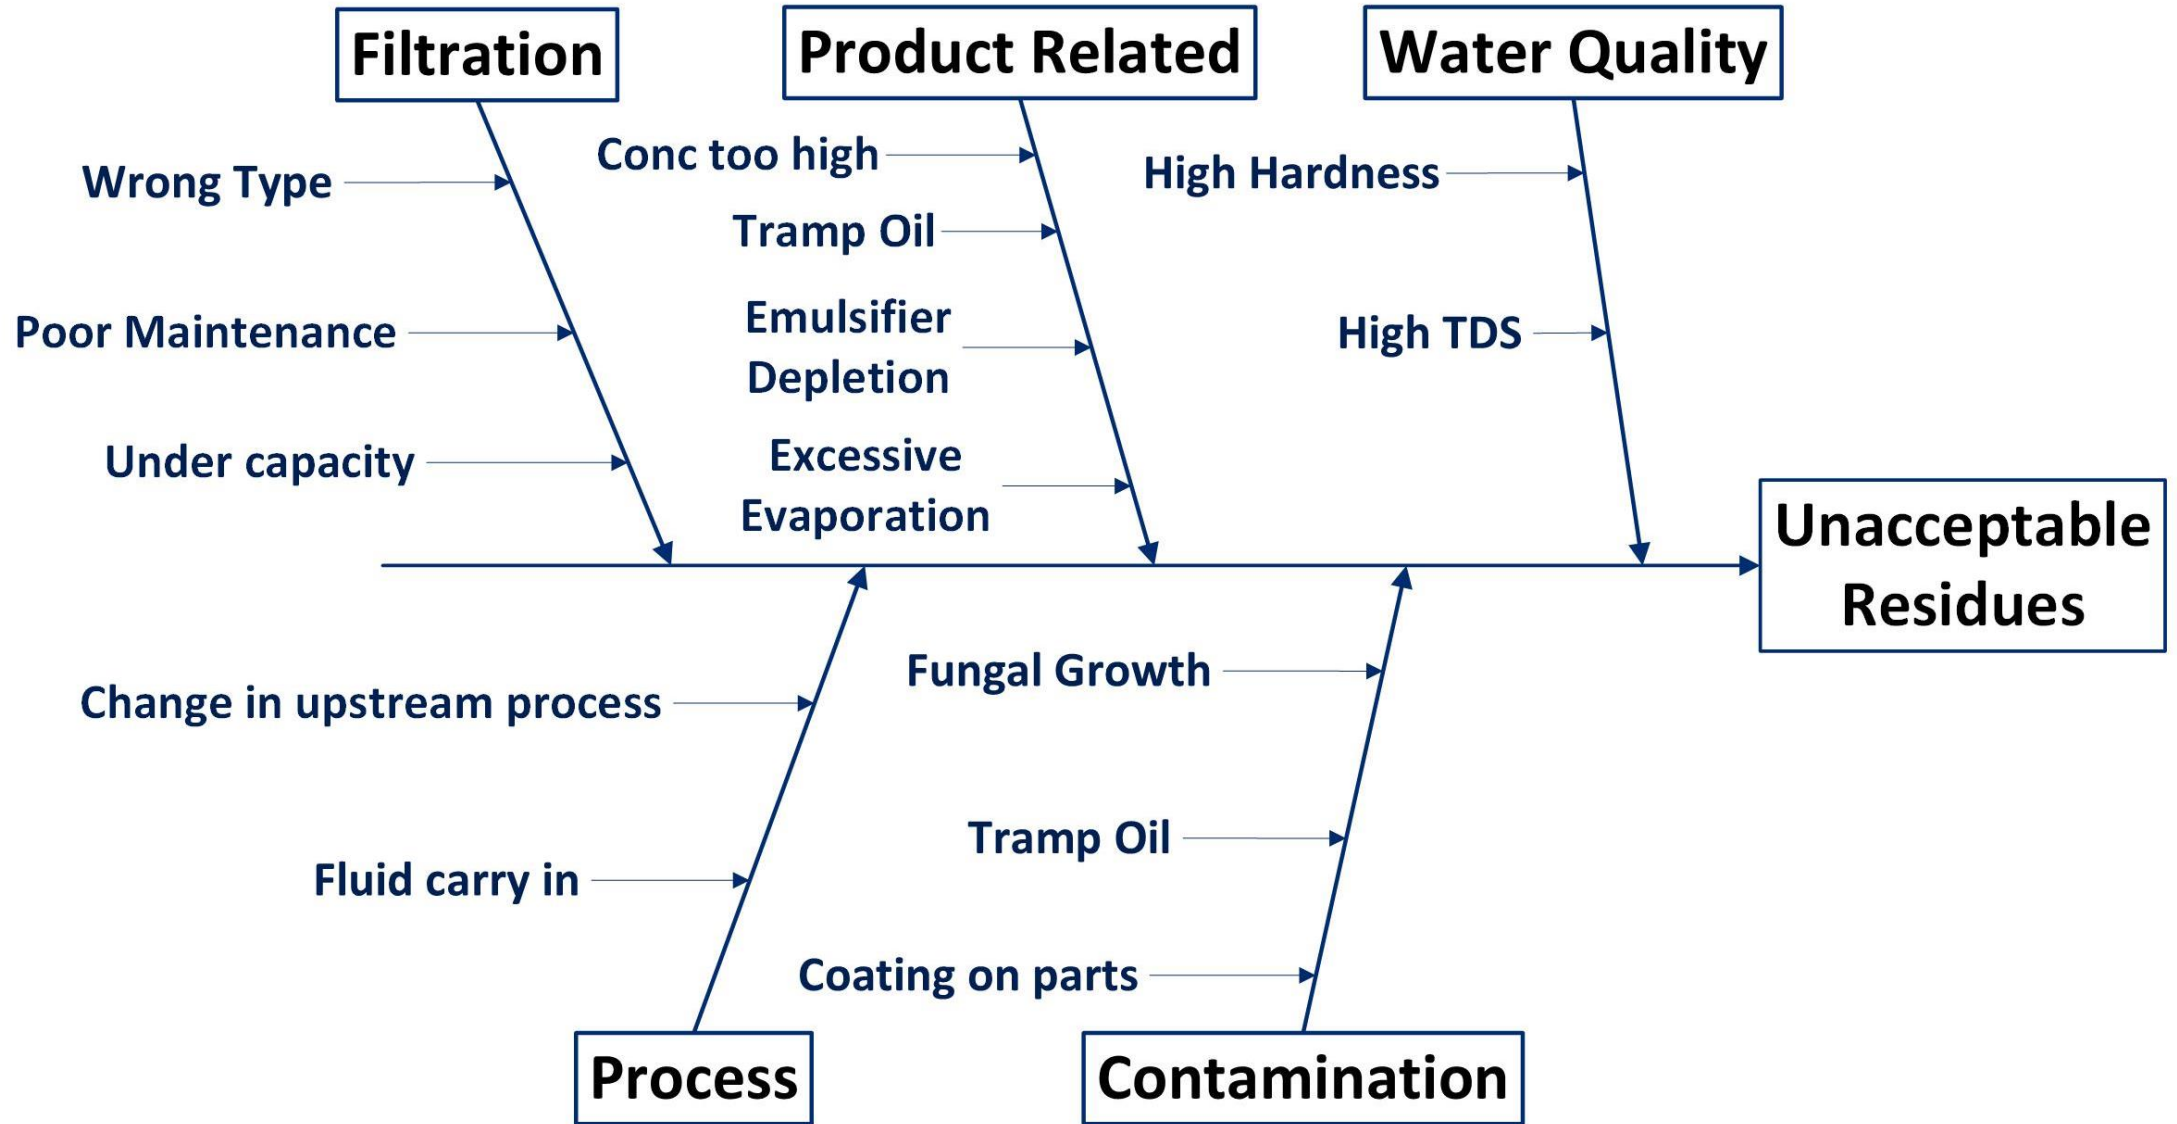 Filtration
Product Related
Water Quality
Wrong Type
Poor Maintenance
Under capacity
Conc too high
Tramp Oil
Emulsifier
Depletion
Excessive
Evaporation
High Hardness
High TDS
Unacceptable
Residues
Change in upstream process
Fluid carry in
Fungal Growth
Tramp Oil
Coating on parts
Process
Contamination